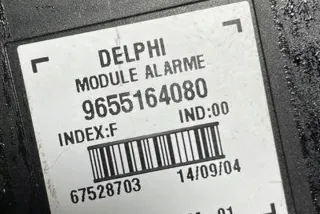 DELPHI
MODULE ALARME
9655164080
INDEX:F IND:00
67528703 14/09/04